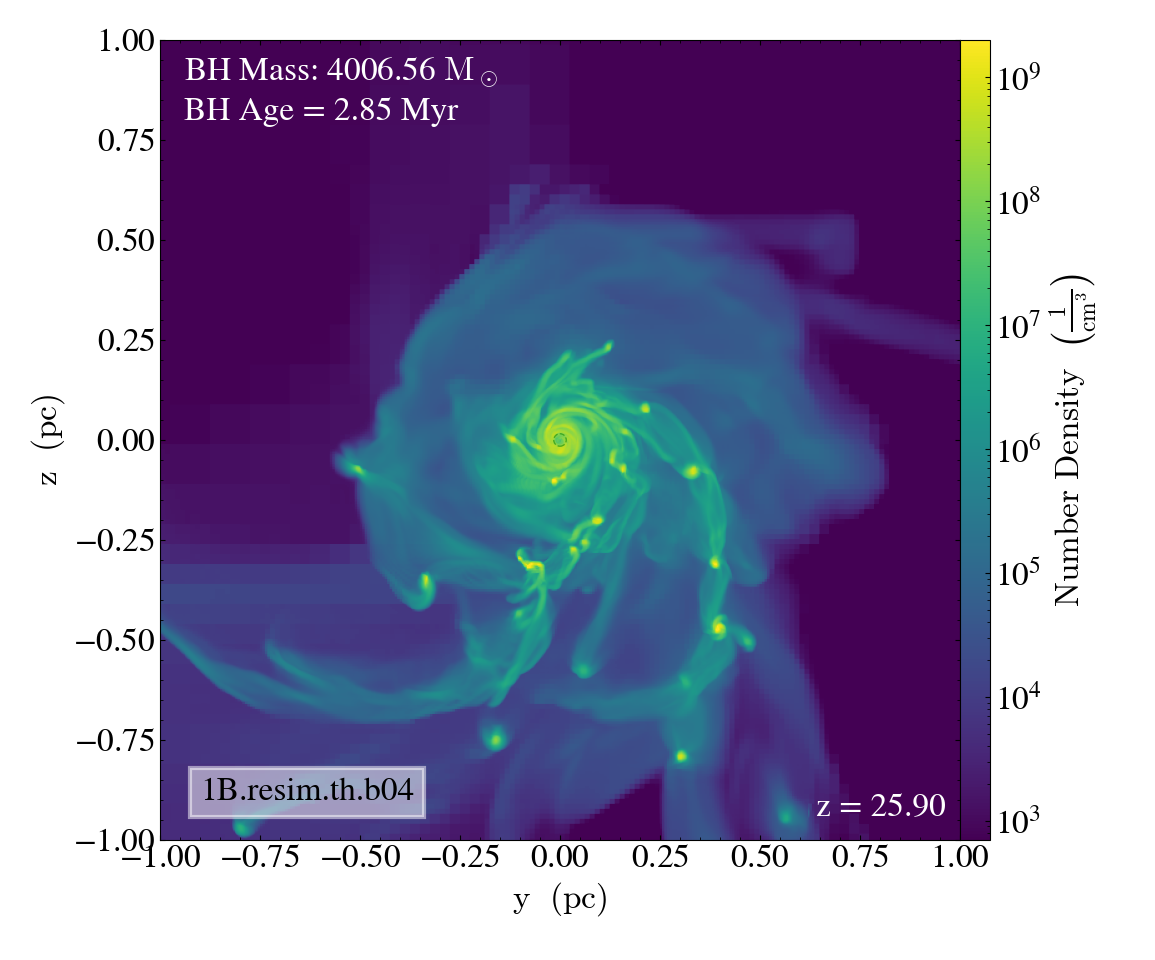 BH Mass: 4006.56 M⊙
BH Age = 2.85 Myr
1.00
0.75
0.50
0.25
0.00
−0.25
−0.50
−0.75
−1.00
z (pc)
1B.resim.th.b04
z = 25.90
−1.00 −0.75 −0.50 −0.25 0.00 0.25 0.50 0.75 1.00
y (pc)
10⁹
10⁸
10⁷
10⁶
10⁵
10⁴
10³
Number Density (1/cm³)